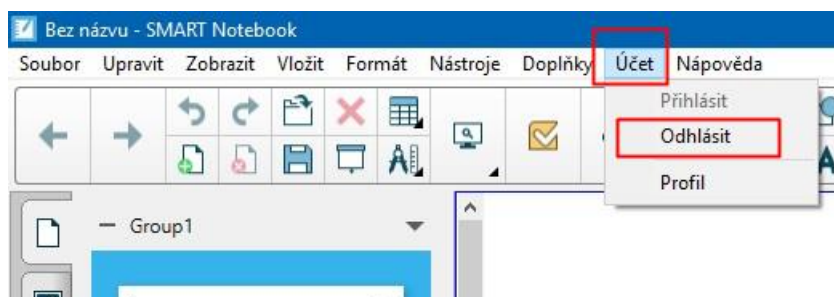 Bez názvu - SMART Notebook
Soubor Upravit Zobrazit Vložit Formát Nástroje Doplňky Účet Nápověda
Přihlásit
Odhlásit
Profil
Group1